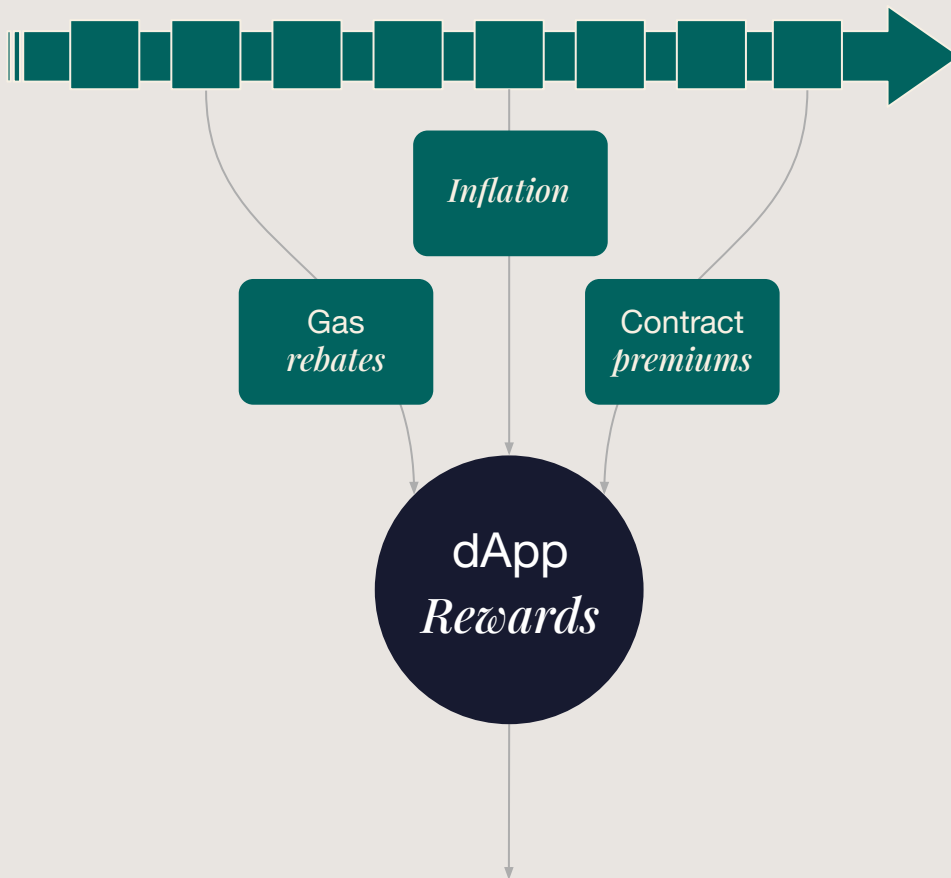 Inflation
Gas
rebates
Contract
premiums
dApp
Rewards